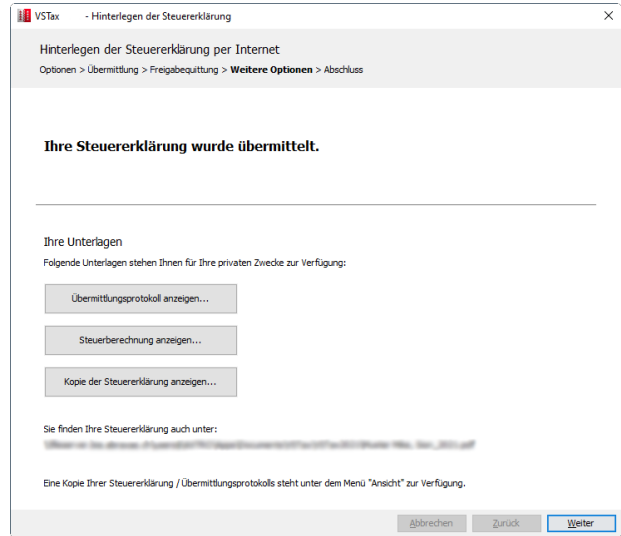 VSTax - Hinterlegen der Steuererklärung
Hinterlegen der Steuererklärung per Internet
Optionen > Übermittlung > Freigabequittung > Weitere Optionen > Abschluss
Ihre Steuererklärung wurde übermittelt.
Ihre Unterlagen
Folgende Unterlagen stehen Ihnen für Ihre privaten Zwecke zur Verfügung:
Übermittlungsprotokoll anzeigen...
Steuerberechnung anzeigen...
Kopie der Steuererklärung anzeigen...
Sie finden Ihre Steuererklärung auch unter:
Eine Kopie Ihrer Steuererklärung / Übermittlungsprotokolls steht unter dem Menü "Ansicht" zur Verfügung.
Abbrechen Zurück Weiter